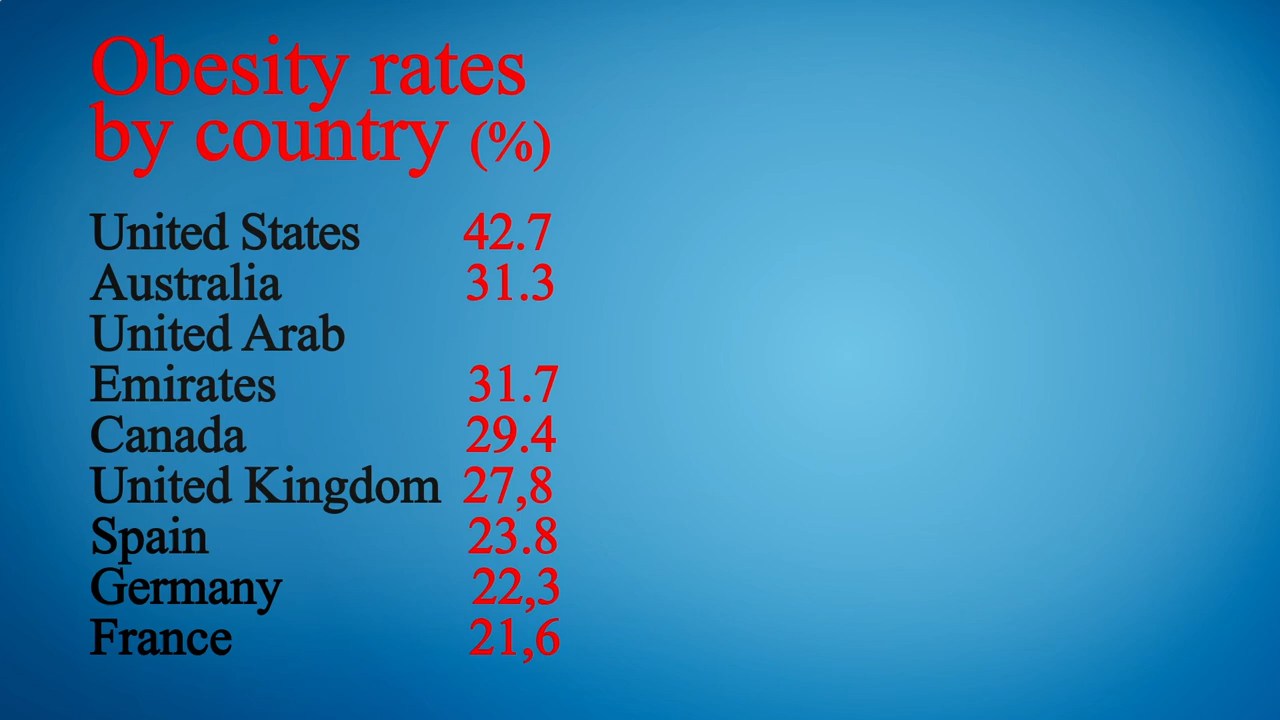 Obesity rates
by country (%)
United States 42.7
Australia 31.3
United Arab
Emirates 31.7
Canada 29.4
United Kingdom 27,8
Spain 23.8
Germany 22,3
France 21,6